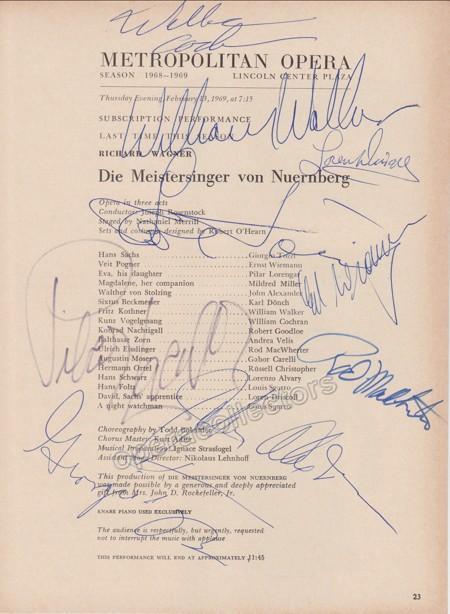 METROPOLITAN OPERA
SEASON 1968–1969 LINCOLN CENTER PLAZA
Thursday Evening, February 13, 1969, at 7:15
SUBSCRIPTION PERFORMANCE
LAST TIME THIS SEASON
RICHARD WAGNER
William Walker
Die Meistersinger von Nuernberg
Opera in three acts
Conductor: Joseph Rosenstock
Staged by Nathaniel Merrill
Sets and costumes designed by Robert O'Hearn
Hans Sachs Giorgio Tozzi
Veit Pogner Ernst Wiemann
Eva, his daughter Pilar Lorengar
Magdalene, her companion Mildred Miller
Walther von Stolzing John Alexander
Sixtus Beckmesser Karl Dönch
Fritz Kothner William Walker
Kunz Vogelgesang William Cochran
Konrad Nachtigall Robert Goodloe
Balthasar Zorn Andrea Velis
Ulrich Eisslinger Rod MacWherter
Augustin Moser Gabor Carelli
Hermann Ortel Russell Christopher
Hans Schwarz Lorenzo Alvary
Hans Foltz Louis Sgarro
David, Sachs' apprentice Loren Driscoll
A night watchman Louis Sgarro
operacollectors
Choreography by Todd Bolender
Chorus Master: Kurt Adler
Musical Preparation: Ignace Strasfogel
Assistant Stage Director: Nikolaus Lehnhoff
This production of DIE MEISTERSINGER VON NUERNBERG
was made possible by a generous and deeply appreciated
gift from Mrs. John D. Rockefeller, Jr.
KNABE PIANO USED EXCLUSIVELY
The audience is respectfully, but urgently, requested
not to interrupt the music with applause
THIS PERFORMANCE WILL END AT APPROXIMATELY 11:45
23